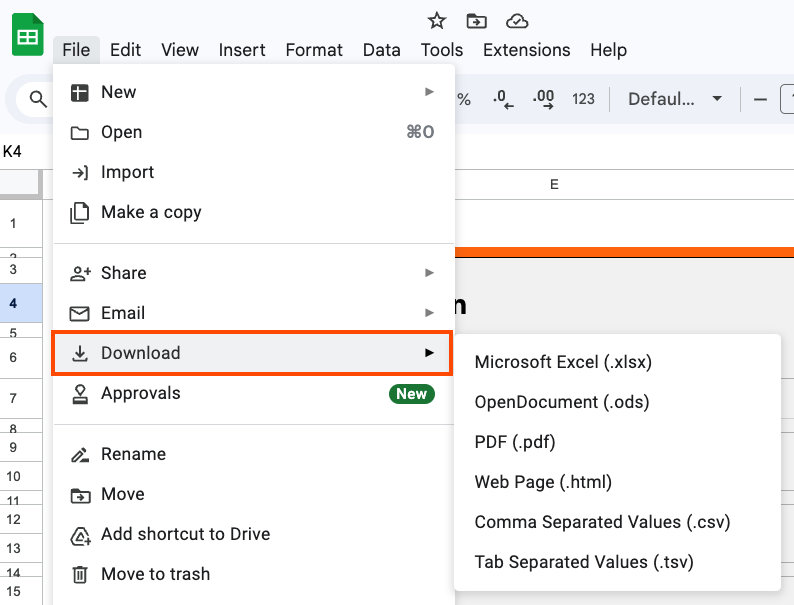 File Edit View Insert Format Data Tools Extensions Help
% .0 .00 123 Defaul...
K4
E
1
2
3
4
5
6
7
8
9
10
11
12
13
14
15
n
New
Open ⌘O
Import
Make a copy
Share
Email
Download
Approvals New
Rename
Move
Add shortcut to Drive
Move to trash
Microsoft Excel (.xlsx)
OpenDocument (.ods)
PDF (.pdf)
Web Page (.html)
Comma Separated Values (.csv)
Tab Separated Values (.tsv)